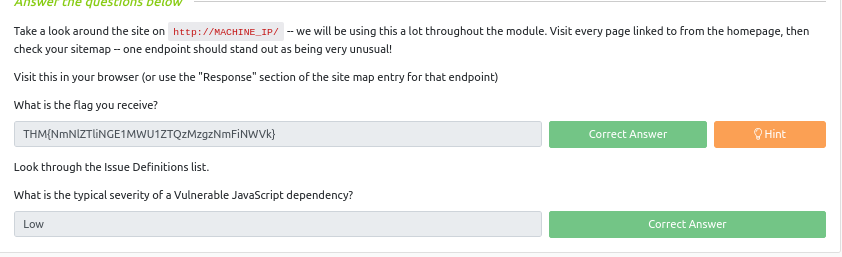 Answer the questions below
Take a look around the site on http://MACHINE_IP/ -- we will be using this a lot throughout the module. Visit every page linked to from the homepage, then
check your sitemap -- one endpoint should stand out as being very unusual!
Visit this in your browser (or use the "Response" section of the site map entry for that endpoint)
What is the flag you receive?
THM{NmNlZTliNGE1MWU1ZTQzMzgzNmFiNWVk}
Correct Answer
Hint
Look through the Issue Definitions list.
What is the typical severity of a Vulnerable JavaScript dependency?
Low
Correct Answer